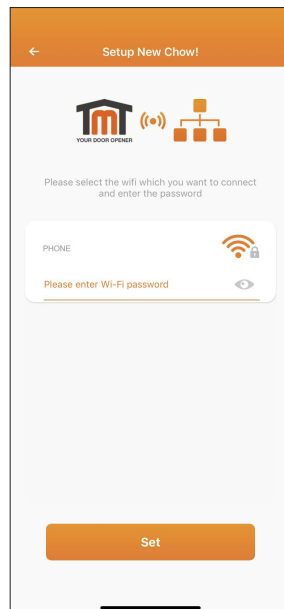 Setup New Chow!
TMT
YOUR DOOR OPENER
Please select the wifi which you want to connect
and enter the password
PHONE
Please enter Wi-Fi password
Set